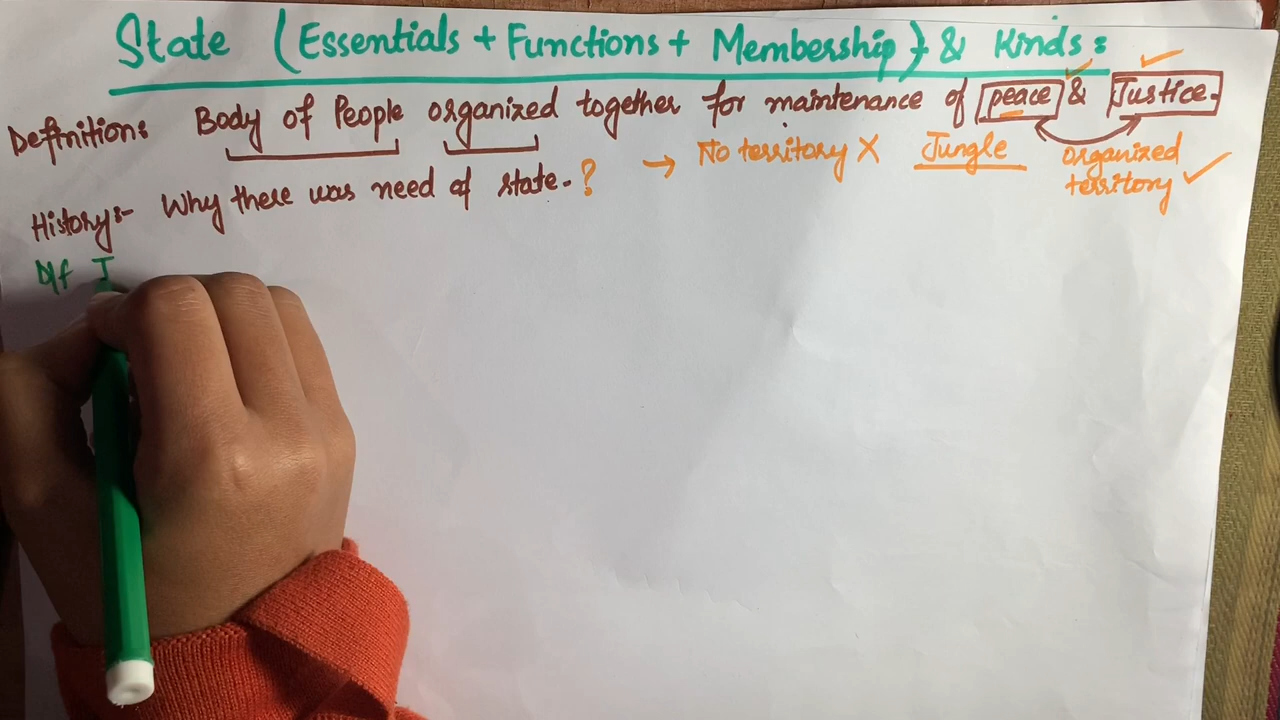 State (Essentials + Functions + Membership) & Kinds:
Definition: Body of People organized together for maintenance of peace & Justice.
→ No territory X Jungle organized territory ✓
History:- Why there was need of state. ?
If I